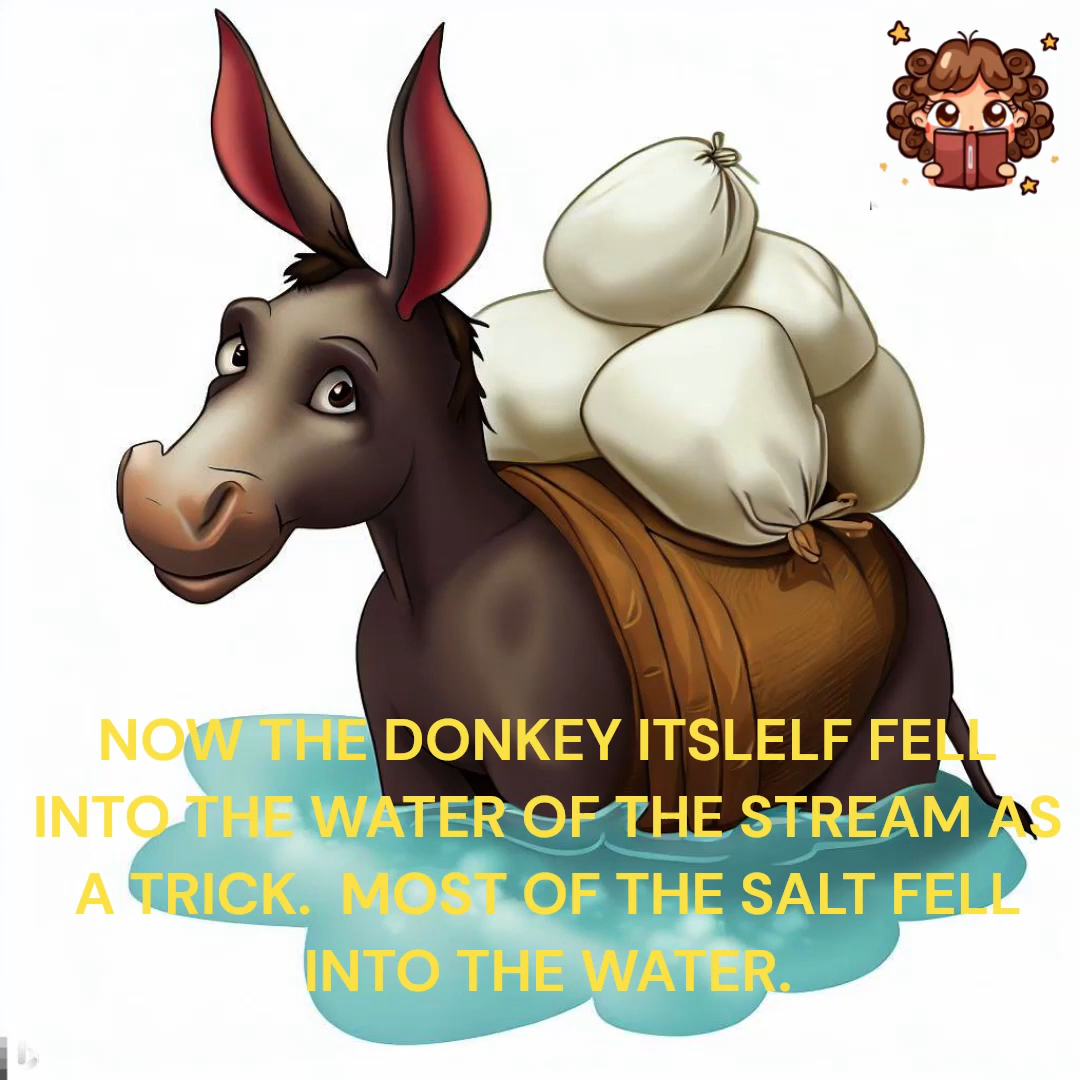 NOW THE DONKEY ITSLELF FELL
INTO THE WATER OF THE STREAM AS
A TRICK.  MOST OF THE SALT FELL
INTO THE WATER.